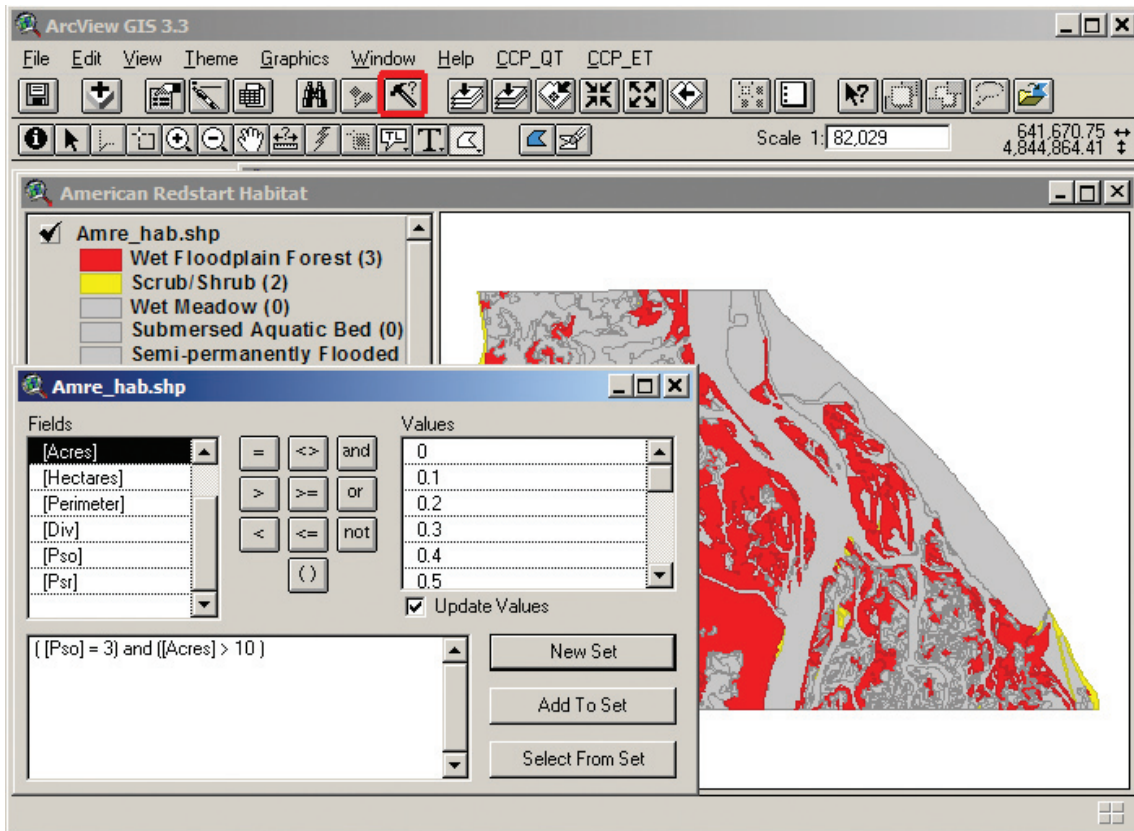 ArcView GIS 3.3
File Edit View Theme Graphics Window Help CCP_QT CCP_ET
Scale 1: 82,029
641,670.75
4,844,864.41
American Redstart Habitat
Amre_hab.shp
Wet Floodplain Forest (3)
Scrub/Shrub (2)
Wet Meadow (0)
Submersed Aquatic Bed (0)
Semi-permanently Flooded
Amre_hab.shp
Fields
[Acres]
[Hectares]
[Perimeter]
[Div]
[Pso]
[Psr]
= <> and
> >= or
< <= not
( )
Values
0
0.1
0.2
0.3
0.4
0.5
Update Values
( [Pso] = 3) and ([Acres] > 10 )
New Set
Add To Set
Select From Set